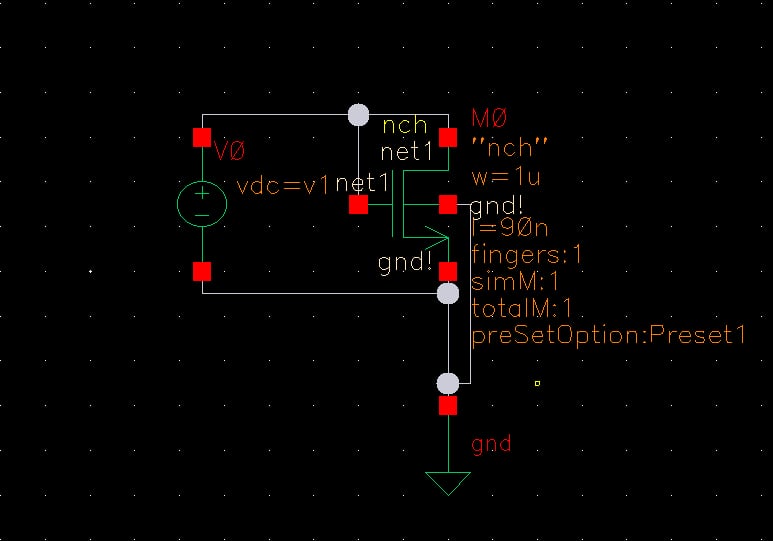 M0
nch
"nch"
V0
net1
w=1u
vdc=v1
net1
gnd!
l=90n
gnd!
fingers:1
simM:1
totalM:1
preSetOption:Preset1
gnd